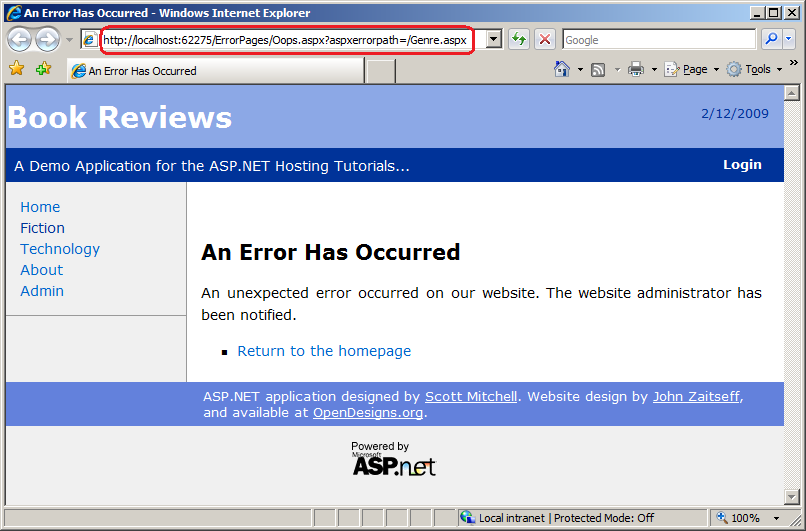 An Error Has Occurred - Windows Internet Explorer
http://localhost:62275/ErrorPages/Oops.aspx?aspxerrorpath=/Genre.aspx
Google
An Error Has Occurred
Page
Tools
Book Reviews
2/12/2009
A Demo Application for the ASP.NET Hosting Tutorials...
Login
Home
Fiction
Technology
About
Admin
An Error Has Occurred
An unexpected error occurred on our website. The website administrator has
been notified.
Return to the homepage
ASP.NET application designed by Scott Mitchell. Website design by John Zaitseff,
and available at OpenDesigns.org.
Powered by
Microsoft
ASP.net
Local intranet | Protected Mode: Off
100%